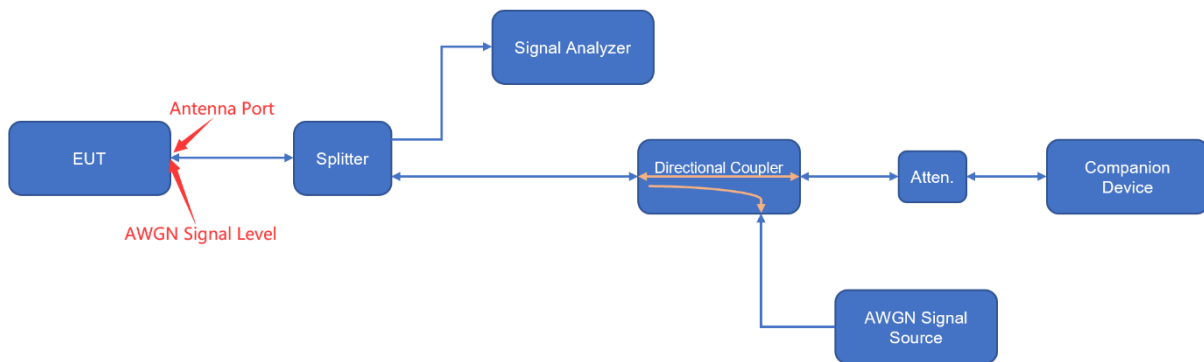 Signal Analyzer
Antenna Port
EUT
Splitter
Directional Coupler
Atten.
Companion
Device
AWGN Signal Level
AWGN Signal
Source